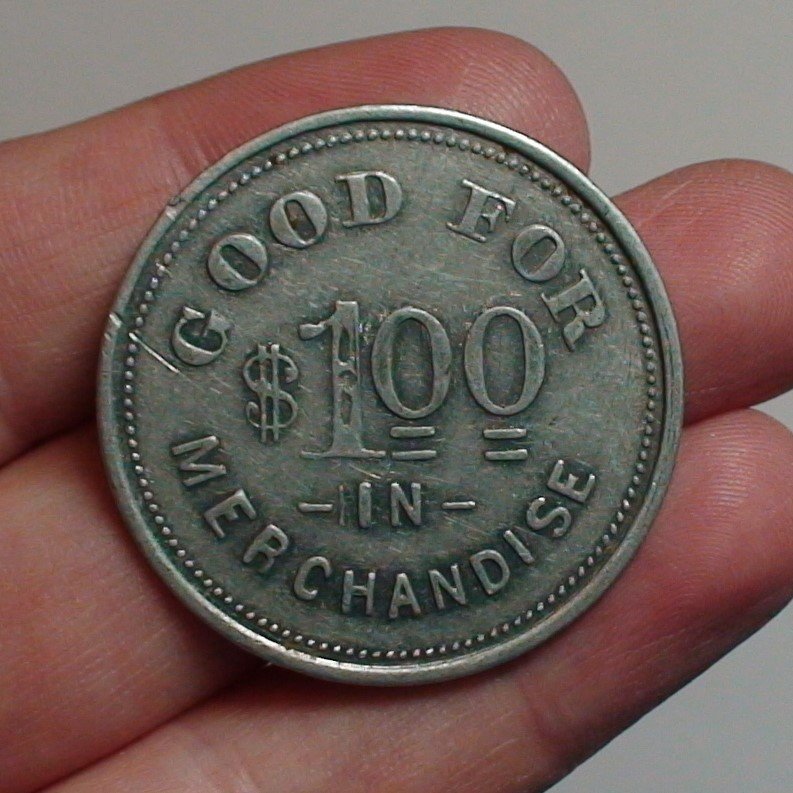 GOOD FOR
$100
-IN-
MERCHANDISE